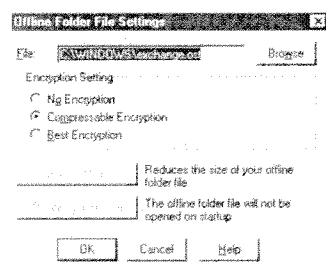 Offline Folder File Settings
File: C:\WINDOWS\exchange.ost Browse
Encryption Setting
No Encryption
Compressable Encryption
Best Encryption
Reduces the size of your offline
folder file
The offline folder file will not be
opened on startup
OK Cancel Help